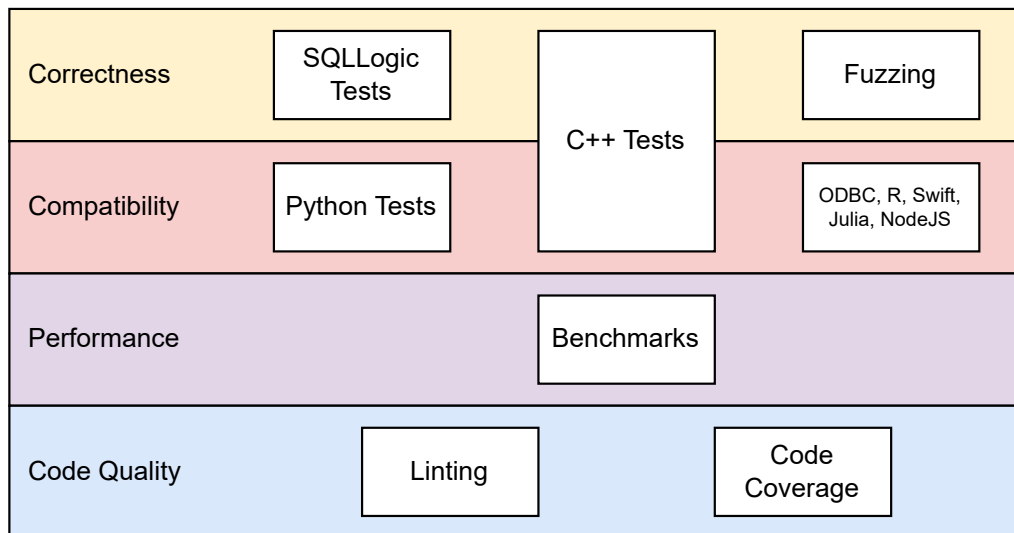 Correctness
SQLLogic
Tests
C++ Tests
Fuzzing
Compatibility
Python Tests
ODBC, R, Swift,
Julia, NodeJS
Performance
Benchmarks
Code Quality
Linting
Code
Coverage